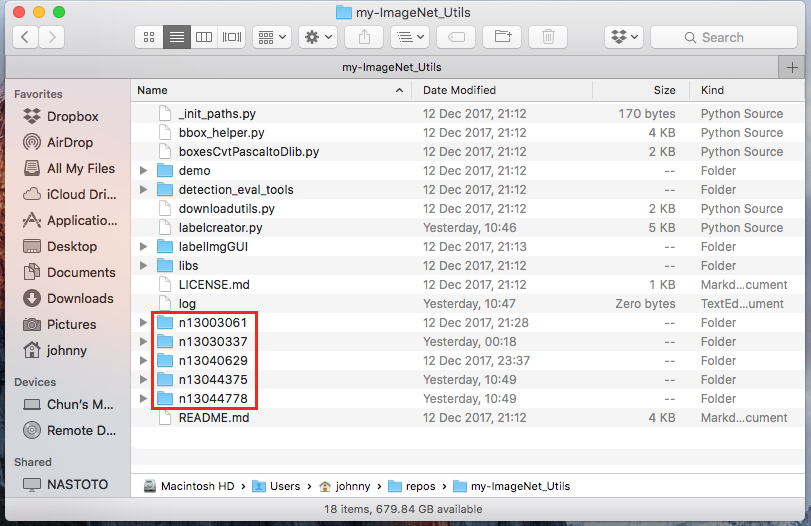 my-ImageNet_Utils
Search
my-ImageNet_Utils
Favorites
Dropbox
AirDrop
All My Files
iCloud Dri...
Applicatio...
Desktop
Documents
Downloads
Pictures
johnny
Devices
Chun's M...
Remote D...
Shared
NASTOTO
Name Date Modified Size Kind
_init_paths.py 12 Dec 2017, 21:12 170 bytes Python Source
bbox_helper.py 12 Dec 2017, 21:12 4 KB Python Source
boxesCvtPascaltoDlib.py 12 Dec 2017, 21:12 2 KB Python Source
demo 12 Dec 2017, 21:12 -- Folder
detection_eval_tools 12 Dec 2017, 21:12 -- Folder
downloadutils.py 12 Dec 2017, 21:12 2 KB Python Source
labelcreator.py Yesterday, 10:46 5 KB Python Source
labelImgGUI 12 Dec 2017, 21:13 -- Folder
libs 12 Dec 2017, 21:12 -- Folder
LICENSE.md 12 Dec 2017, 21:12 1 KB Markd...cument
log Yesterday, 10:47 Zero bytes TextEd...ument
n13003061 12 Dec 2017, 21:28 -- Folder
n13030337 Yesterday, 00:18 -- Folder
n13040629 12 Dec 2017, 23:37 -- Folder
n13044375 Yesterday, 10:49 -- Folder
n13044778 Yesterday, 10:49 -- Folder
README.md 12 Dec 2017, 21:12 4 KB Markd...cument
Macintosh HD Users johnny repos my-ImageNet_Utils
18 items, 679.84 GB available